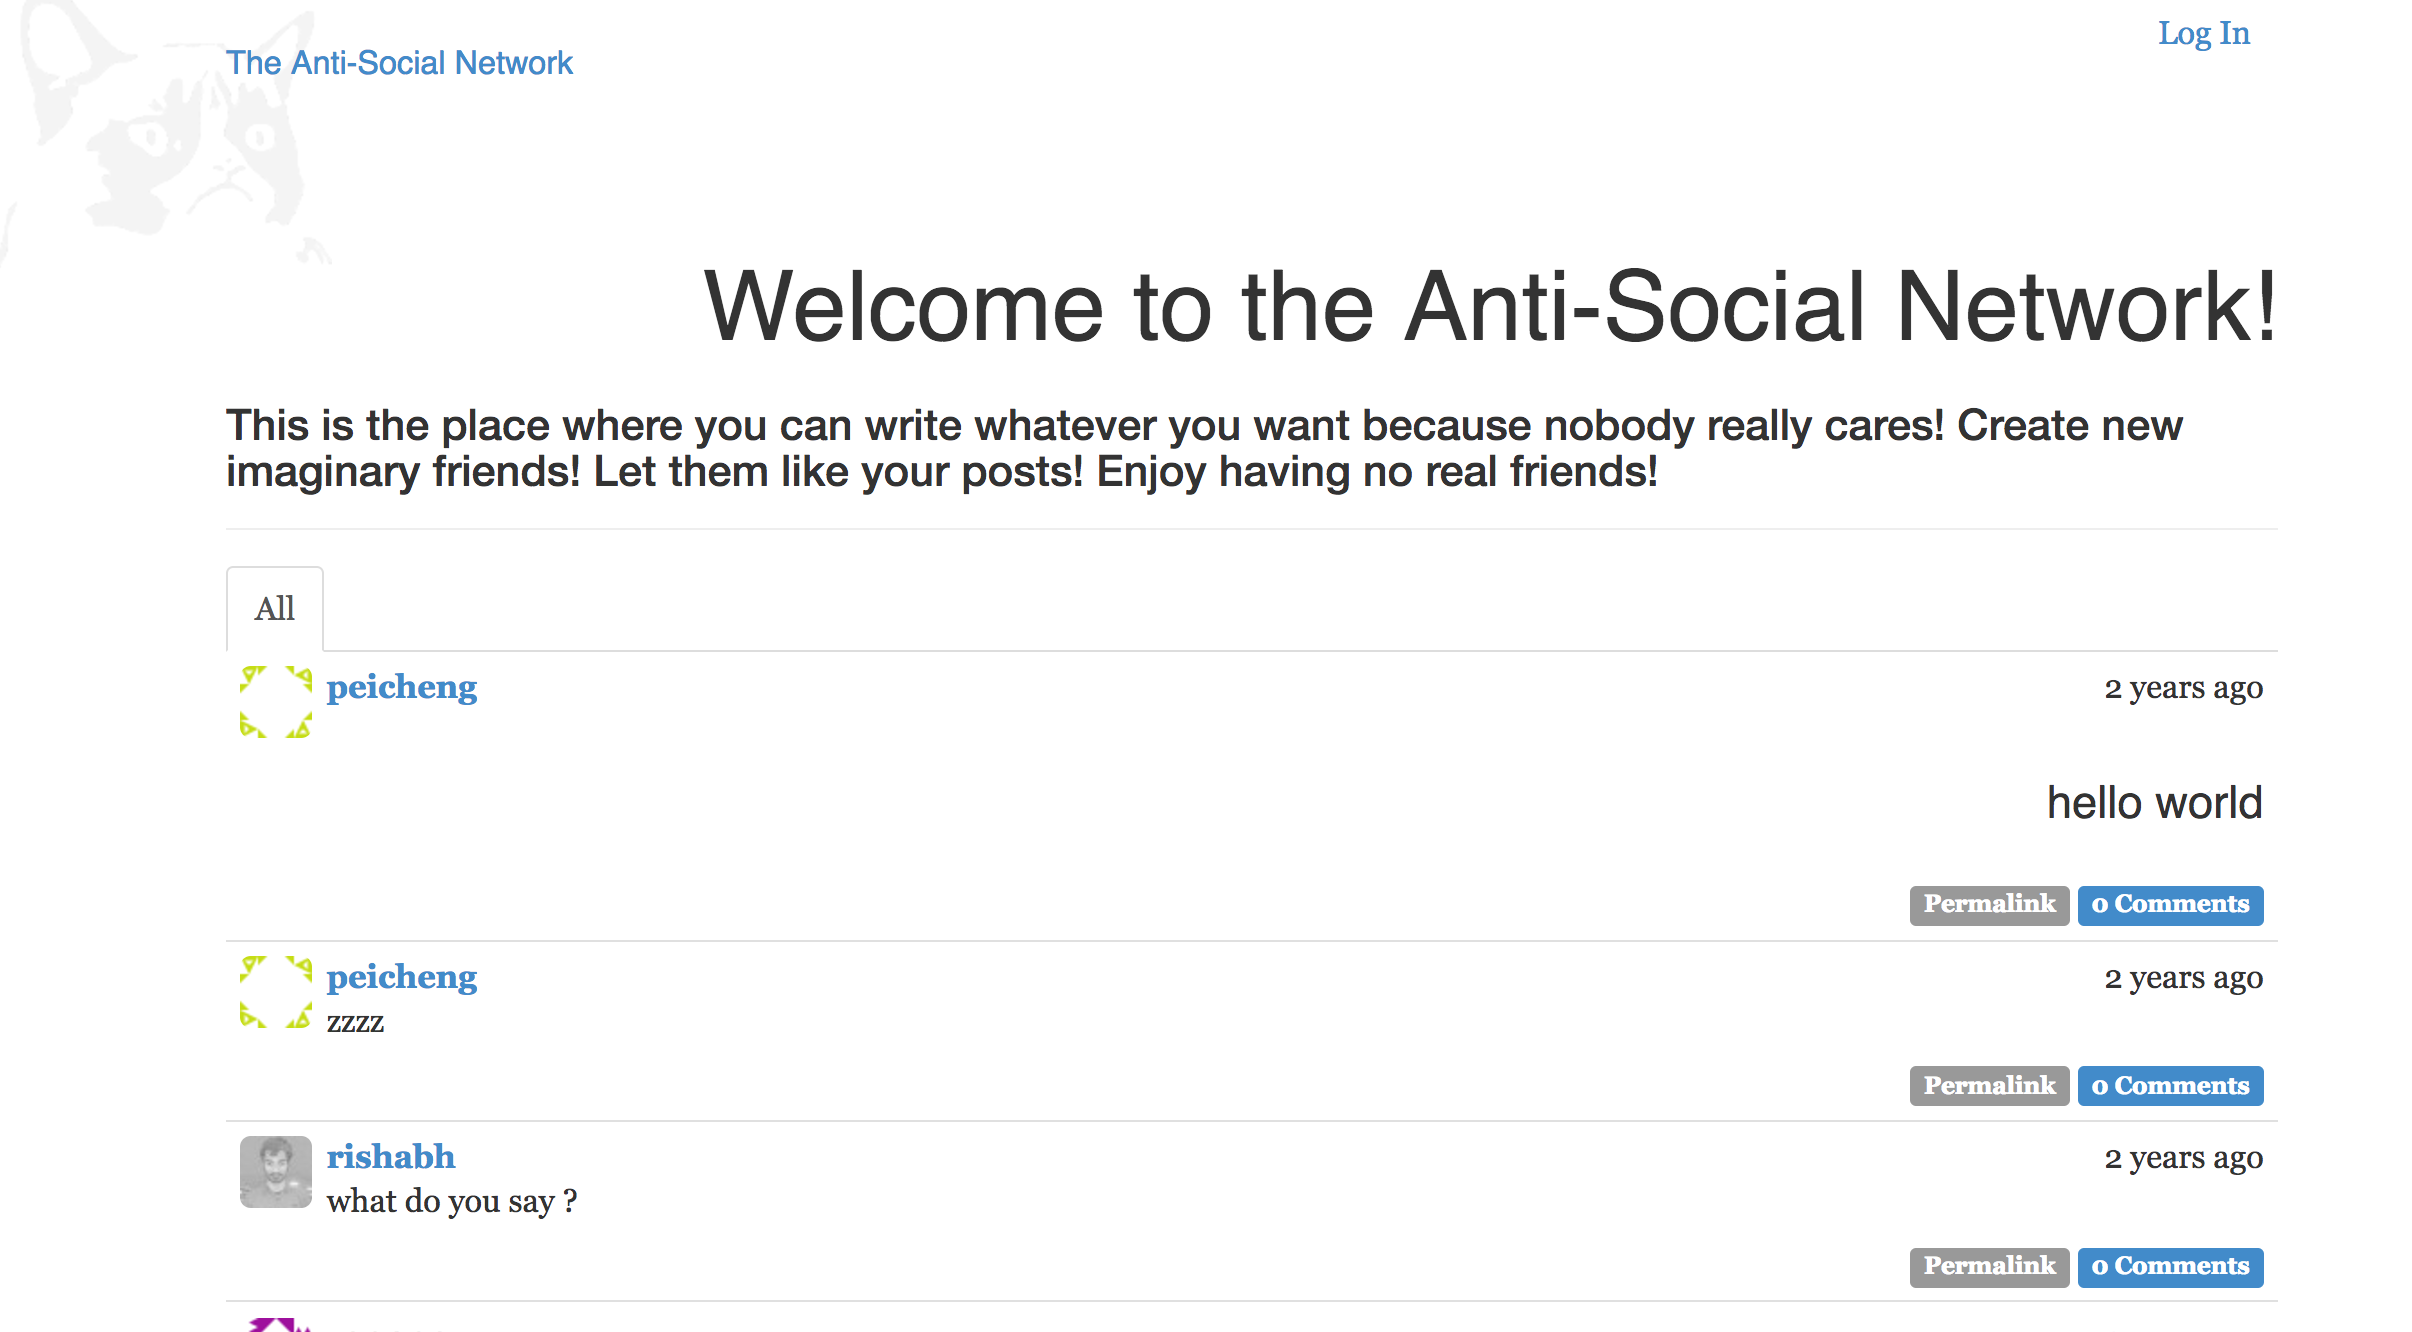 Log In
The Anti-Social Network
Welcome to the Anti-Social Network!
This is the place where you can write whatever you want because nobody really cares! Create new
imaginary friends! Let them like your posts! Enjoy having no real friends!
All
peicheng
2 years ago
hello world
Permalink
0 Comments
peicheng
2 years ago
zzzz
Permalink
0 Comments
rishabh
2 years ago
what do you say ?
Permalink
0 Comments